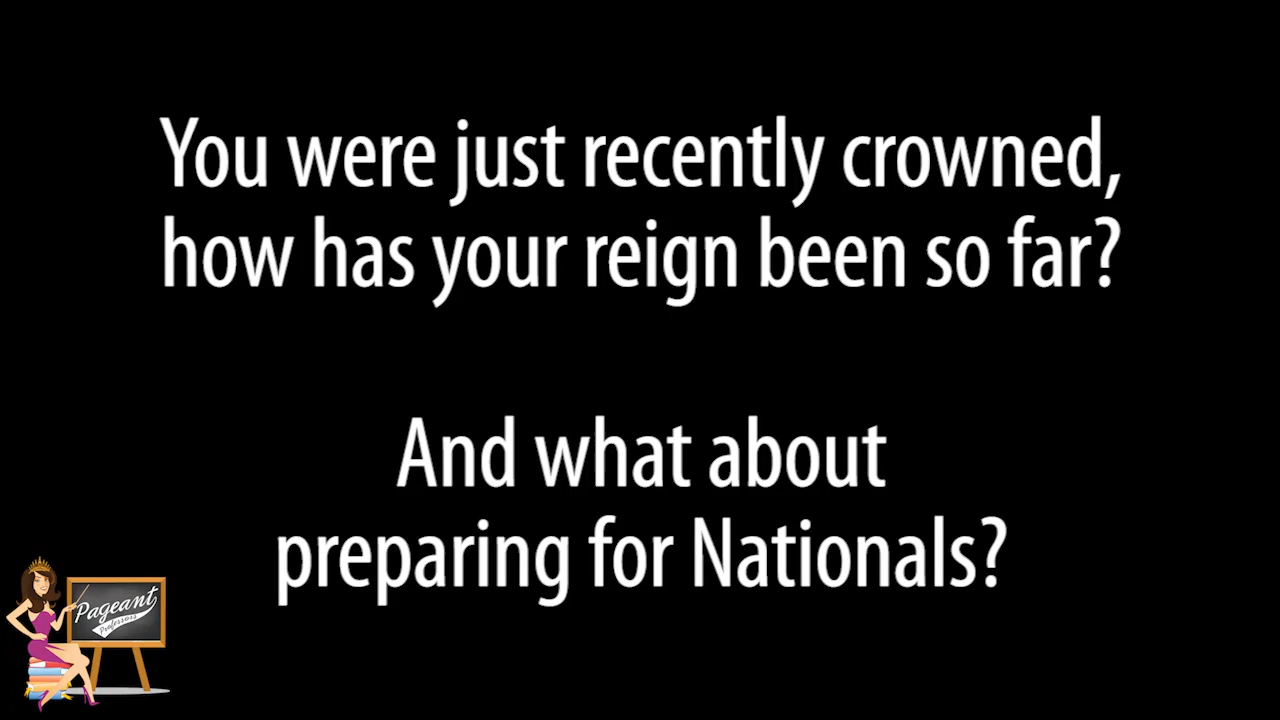 You were just recently crowned,
how has your reign been so far?
And what about
preparing for Nationals?
Pageant
Professors